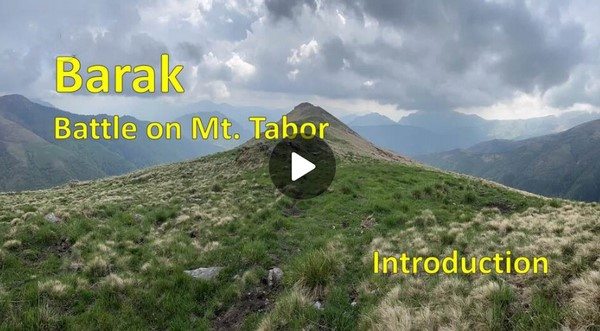 Barak
Battle on Mt. Tabor
Introduction